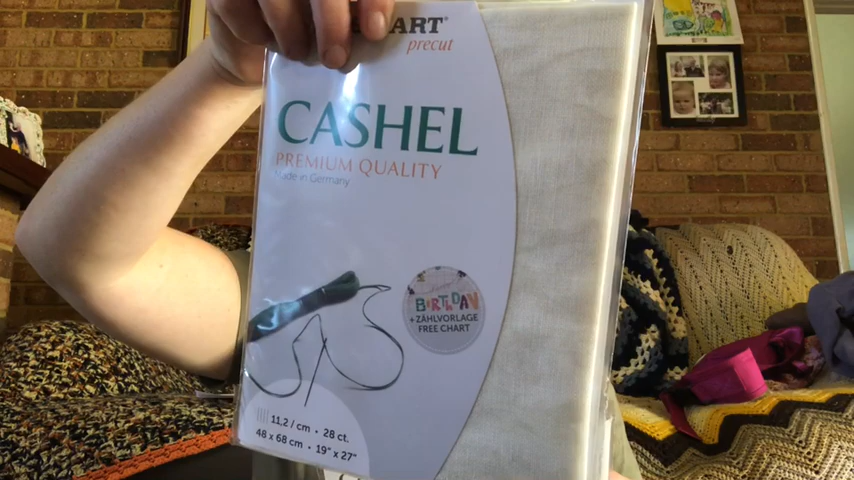 ART®
precut
CASHEL
PREMIUM QUALITY
Made in Germany
BIRTHDAY
+ZÄHLVORLAGE
FREE CHART
11,2 / cm • 28 ct.
48 x 68 cm • 19" x 27"